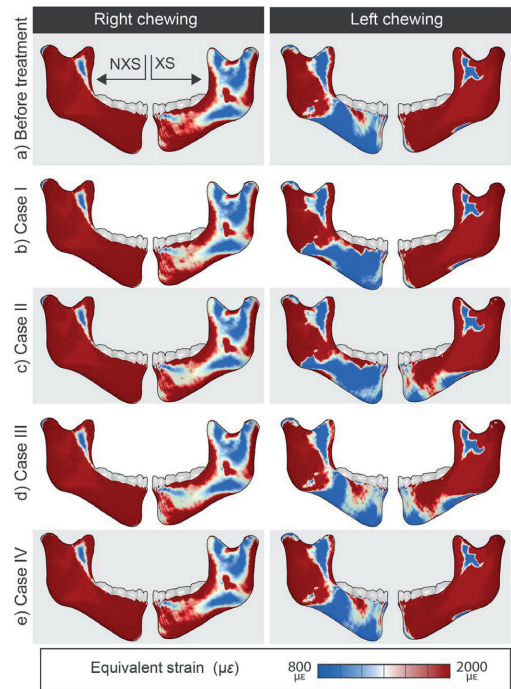 Right chewing
Left chewing
a) Before treatment
NXS
XS
b) Case I
c) Case II
d) Case III
e) Case IV
Equivalent strain (με)
800 με
2000 με